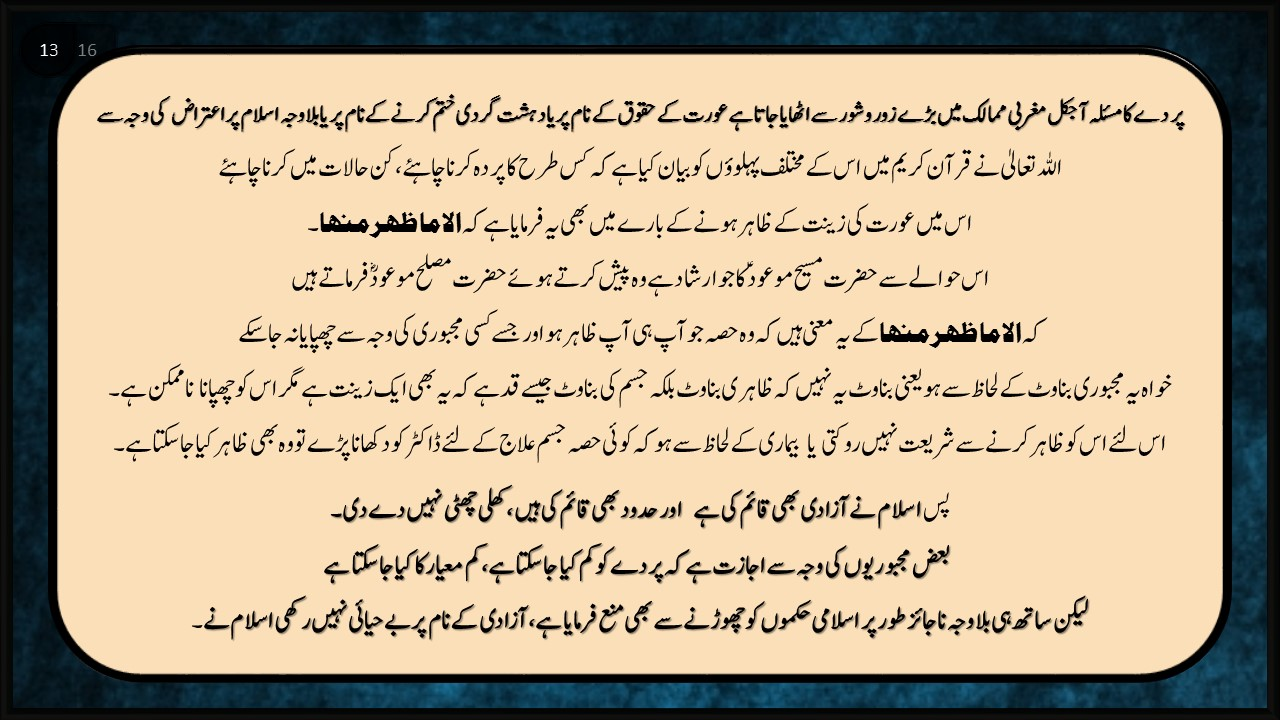 13 16
پردے کا مسئلہ آجکل مغربی ممالک میں بڑے زوروشور سے اٹھایا جاتا ہے عورت کے حقوق کے نام پر یا دہشت گردی ختم کرنے کے نام پر یا بلاوجہ اسلام پر اعتراض کی وجہ سے
اللہ تعالیٰ نے قرآن کریم میں اس کے مختلف پہلوؤں کو بیان کیا ہے کہ کس طرح کا پردہ کرنا چاہئے، کن حالات میں کرنا چاہئے
اس میں عورت کی زینت کے ظاہر ہونے کے بارے میں بھی یہ فرمایا ہے کہ الا ما ظهر منها۔
اس حوالے سے حضرت مسیح موعودؑ کا جو ارشاد ہے وہ پیش کرتے ہوئے حضرت مصلح موعودؓ فرماتے ہیں
کہ الا ما ظهر منها کے یہ معنی ہیں کہ وہ حصہ جو آپ ہی آپ ظاہر ہو اور جسے کسی مجبوری کی وجہ سے چھپایا نہ جا سکے
خواہ یہ مجبوری بناوٹ کے لحاظ سے ہو یعنی بناوٹ یہ نہیں کہ ظاہری بناوٹ بلکہ جسم کی بناوٹ جیسے قد ہے کہ یہ بھی ایک زینت ہے مگر اس کو چھپانا ناممکن ہے۔
اس لئے اس کو ظاہر کرنے سے شریعت نہیں روکتی یا بیماری کے لحاظ سے ہو کہ کوئی حصہ جسم علاج کے لئے ڈاکٹر کو دکھانا پڑے تو وہ بھی ظاہر کیا جا سکتا ہے۔
پس اسلام نے آزادی بھی قائم کی ہے اور حدود بھی قائم کی ہیں، کھلی چھٹی نہیں دے دی۔
بعض مجبوریوں کی وجہ سے اجازت ہے کہ پردے کو کم کیا جا سکتا ہے، کم معیار کا کیا جا سکتا ہے
لیکن ساتھ ہی بلاوجہ ناجائز طور پر اسلامی حکموں کو چھوڑنے سے بھی منع فرمایا ہے، آزادی کے نام پر بے حیائی نہیں رکھی اسلام نے۔